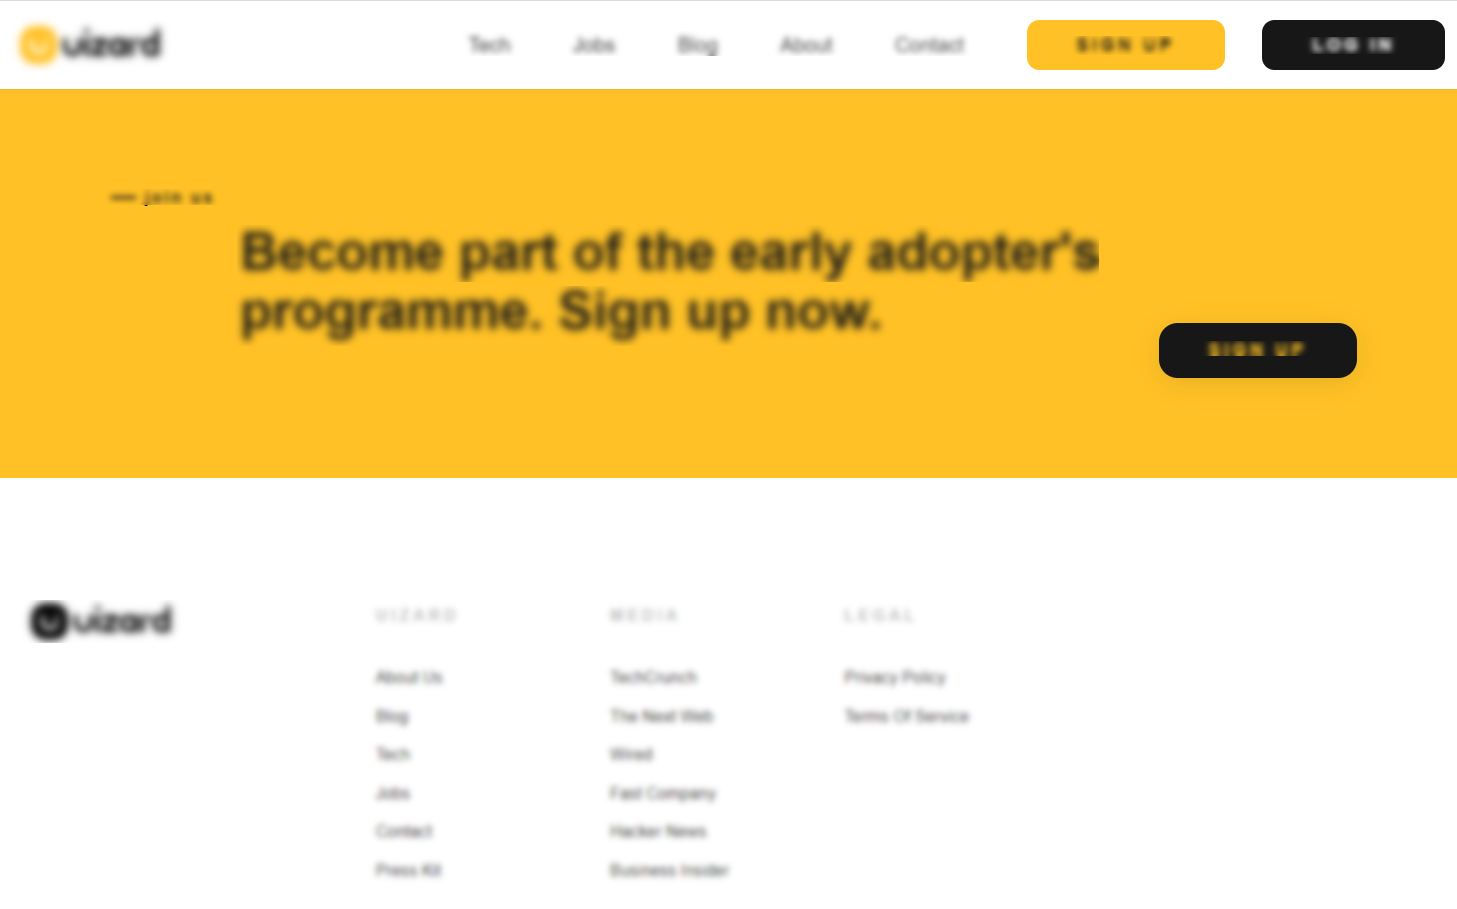 uizard
Tech Jobs Blog About Contact SIGN UP LOG IN
— join us
Become part of the early adopter's
programme. Sign up now.
SIGN UP
uizard
UIZARD MEDIA LEGAL
About Us TechCrunch Privacy Policy
Blog The Next Web Terms Of Service
Tech Wired
Jobs Fast Company
Contact Hacker News
Press Kit Business Insider